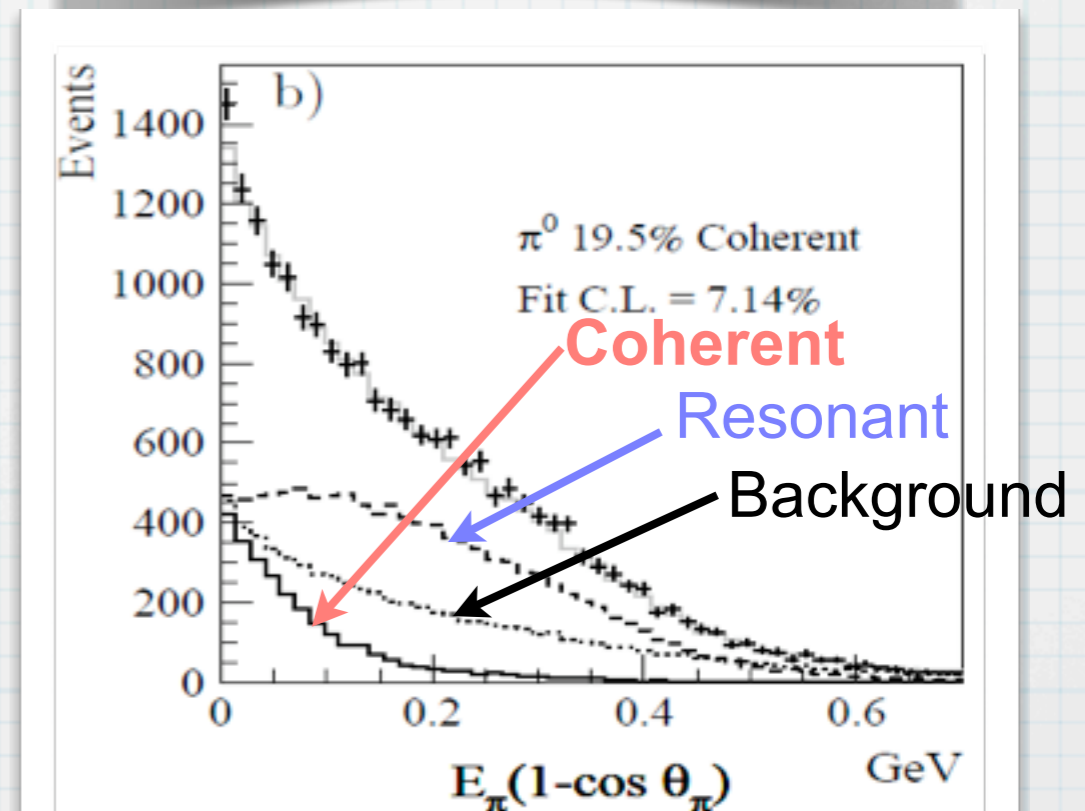 Events
b)
1400
1200
1000
800
600
400
200
0
π⁰ 19.5% Coherent
Fit C.L. = 7.14%
Coherent
Resonant
Background
0 0.2 0.4 0.6
GeV
E_π(1-cos θ_π)